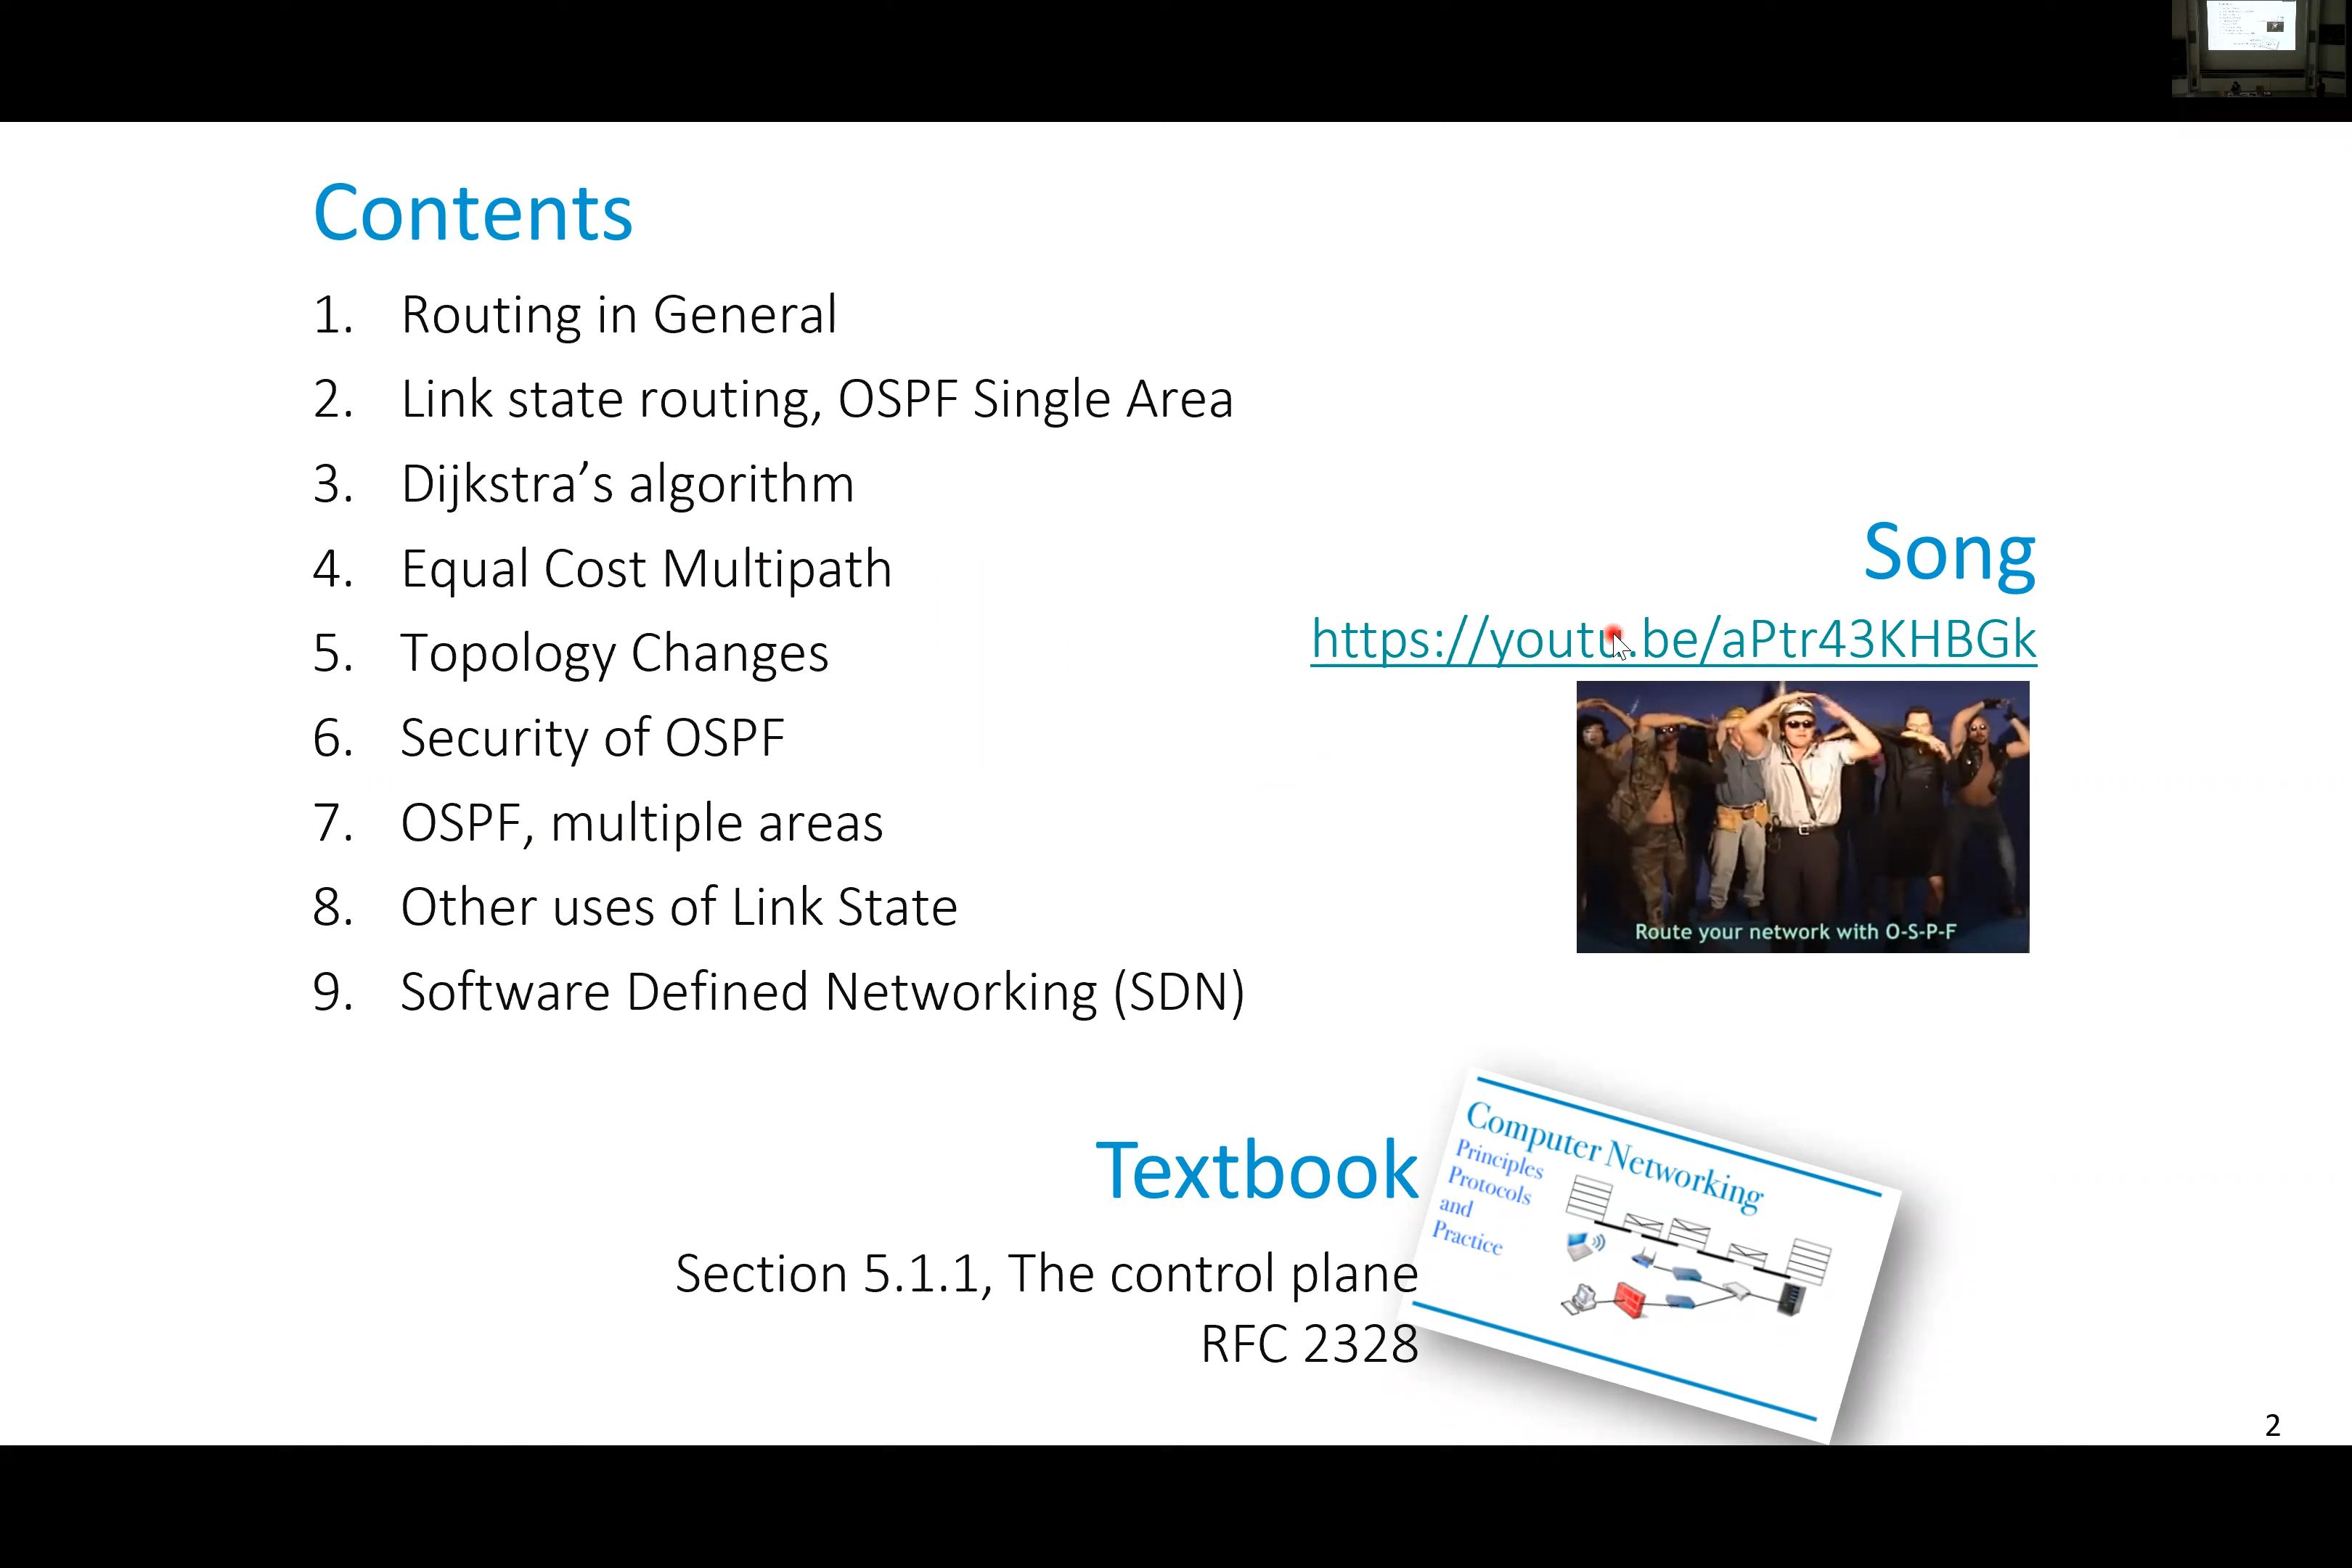 Contents
1. Routing in General
2. Link state routing, OSPF Single Area
3. Dijkstra’s algorithm
4. Equal Cost Multipath
5. Topology Changes
6. Security of OSPF
7. OSPF, multiple areas
8. Other uses of Link State
9. Software Defined Networking (SDN)
Song
https://youtu.be/aPtr43KHBGk
Route your network with O-S-P-F
Textbook
Section 5.1.1, The control plane
RFC 2328
Computer Networking
Principles
Protocols
and
Practice
2